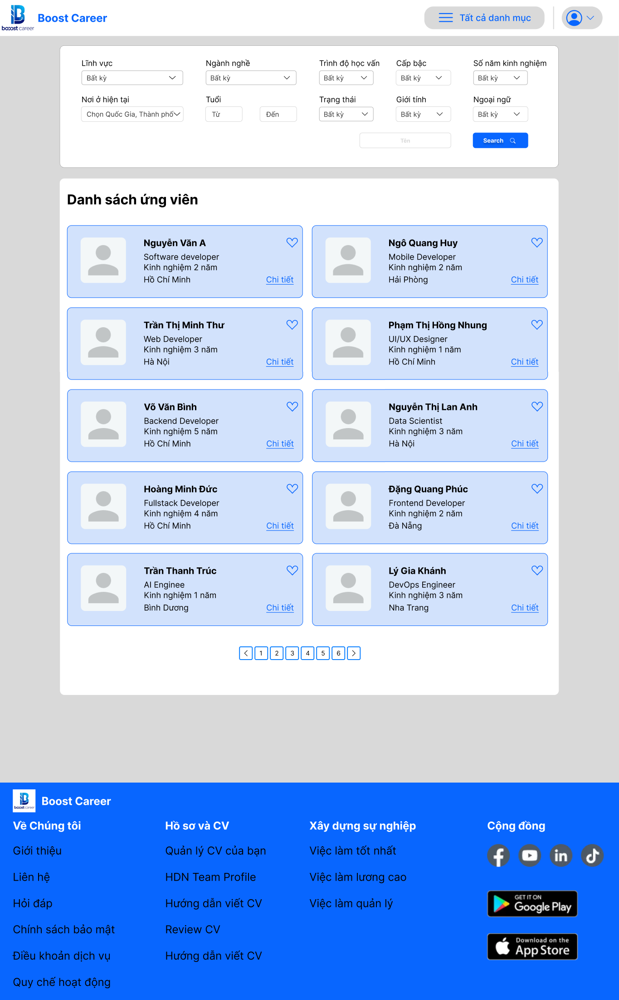 booost career
Boost Career
Tất cả danh mục
Lĩnh vực
Ngành nghề
Trình độ học vấn
Cấp bậc
Số năm kinh nghiệm
Bất kỳ
Bất kỳ
Bất kỳ
Bất kỳ
Bất kỳ
Nơi ở hiện tại
Tuổi
Trạng thái
Giới tính
Ngoại ngữ
Chọn Quốc Gia, Thành phố
Từ
Đến
Bất kỳ
Bất kỳ
Bất kỳ
Tên
Search
Danh sách ứng viên
Nguyễn Văn A
Software developer
Kinh nghiệm 2 năm
Hồ Chí Minh
Chi tiết
Ngô Quang Huy
Mobile Developer
Kinh nghiệm 2 năm
Hải Phòng
Chi tiết
Trần Thị Minh Thư
Web Developer
Kinh nghiệm 3 năm
Hà Nội
Chi tiết
Phạm Thị Hồng Nhung
UI/UX Designer
Kinh nghiệm 1 năm
Hồ Chí Minh
Chi tiết
Võ Văn Bình
Backend Developer
Kinh nghiệm 5 năm
Hồ Chí Minh
Chi tiết
Nguyễn Thị Lan Anh
Data Scientist
Kinh nghiệm 3 năm
Hà Nội
Chi tiết
Hoàng Minh Đức
Fullstack Developer
Kinh nghiệm 4 năm
Hồ Chí Minh
Chi tiết
Đặng Quang Phúc
Frontend Developer
Kinh nghiệm 2 năm
Đà Nẵng
Chi tiết
Trần Thanh Trúc
AI Enginee
Kinh nghiệm 1 năm
Bình Dương
Chi tiết
Lý Gia Khánh
DevOps Engineer
Kinh nghiệm 3 năm
Nha Trang
Chi tiết
1 2 3 4 5 6
booost career
Boost Career
Về Chúng tôi
Giới thiệu
Liên hệ
Hỏi đáp
Chính sách bảo mật
Điều khoản dịch vụ
Quy chế hoạt động
Hồ sơ và CV
Quản lý CV của bạn
HDN Team Profile
Hướng dẫn viết CV
Review CV
Hướng dẫn viết CV
Xây dựng sự nghiệp
Việc làm tốt nhất
Việc làm lương cao
Việc làm quản lý
Cộng đồng
GET IT ON
Google Play
Download on the
App Store